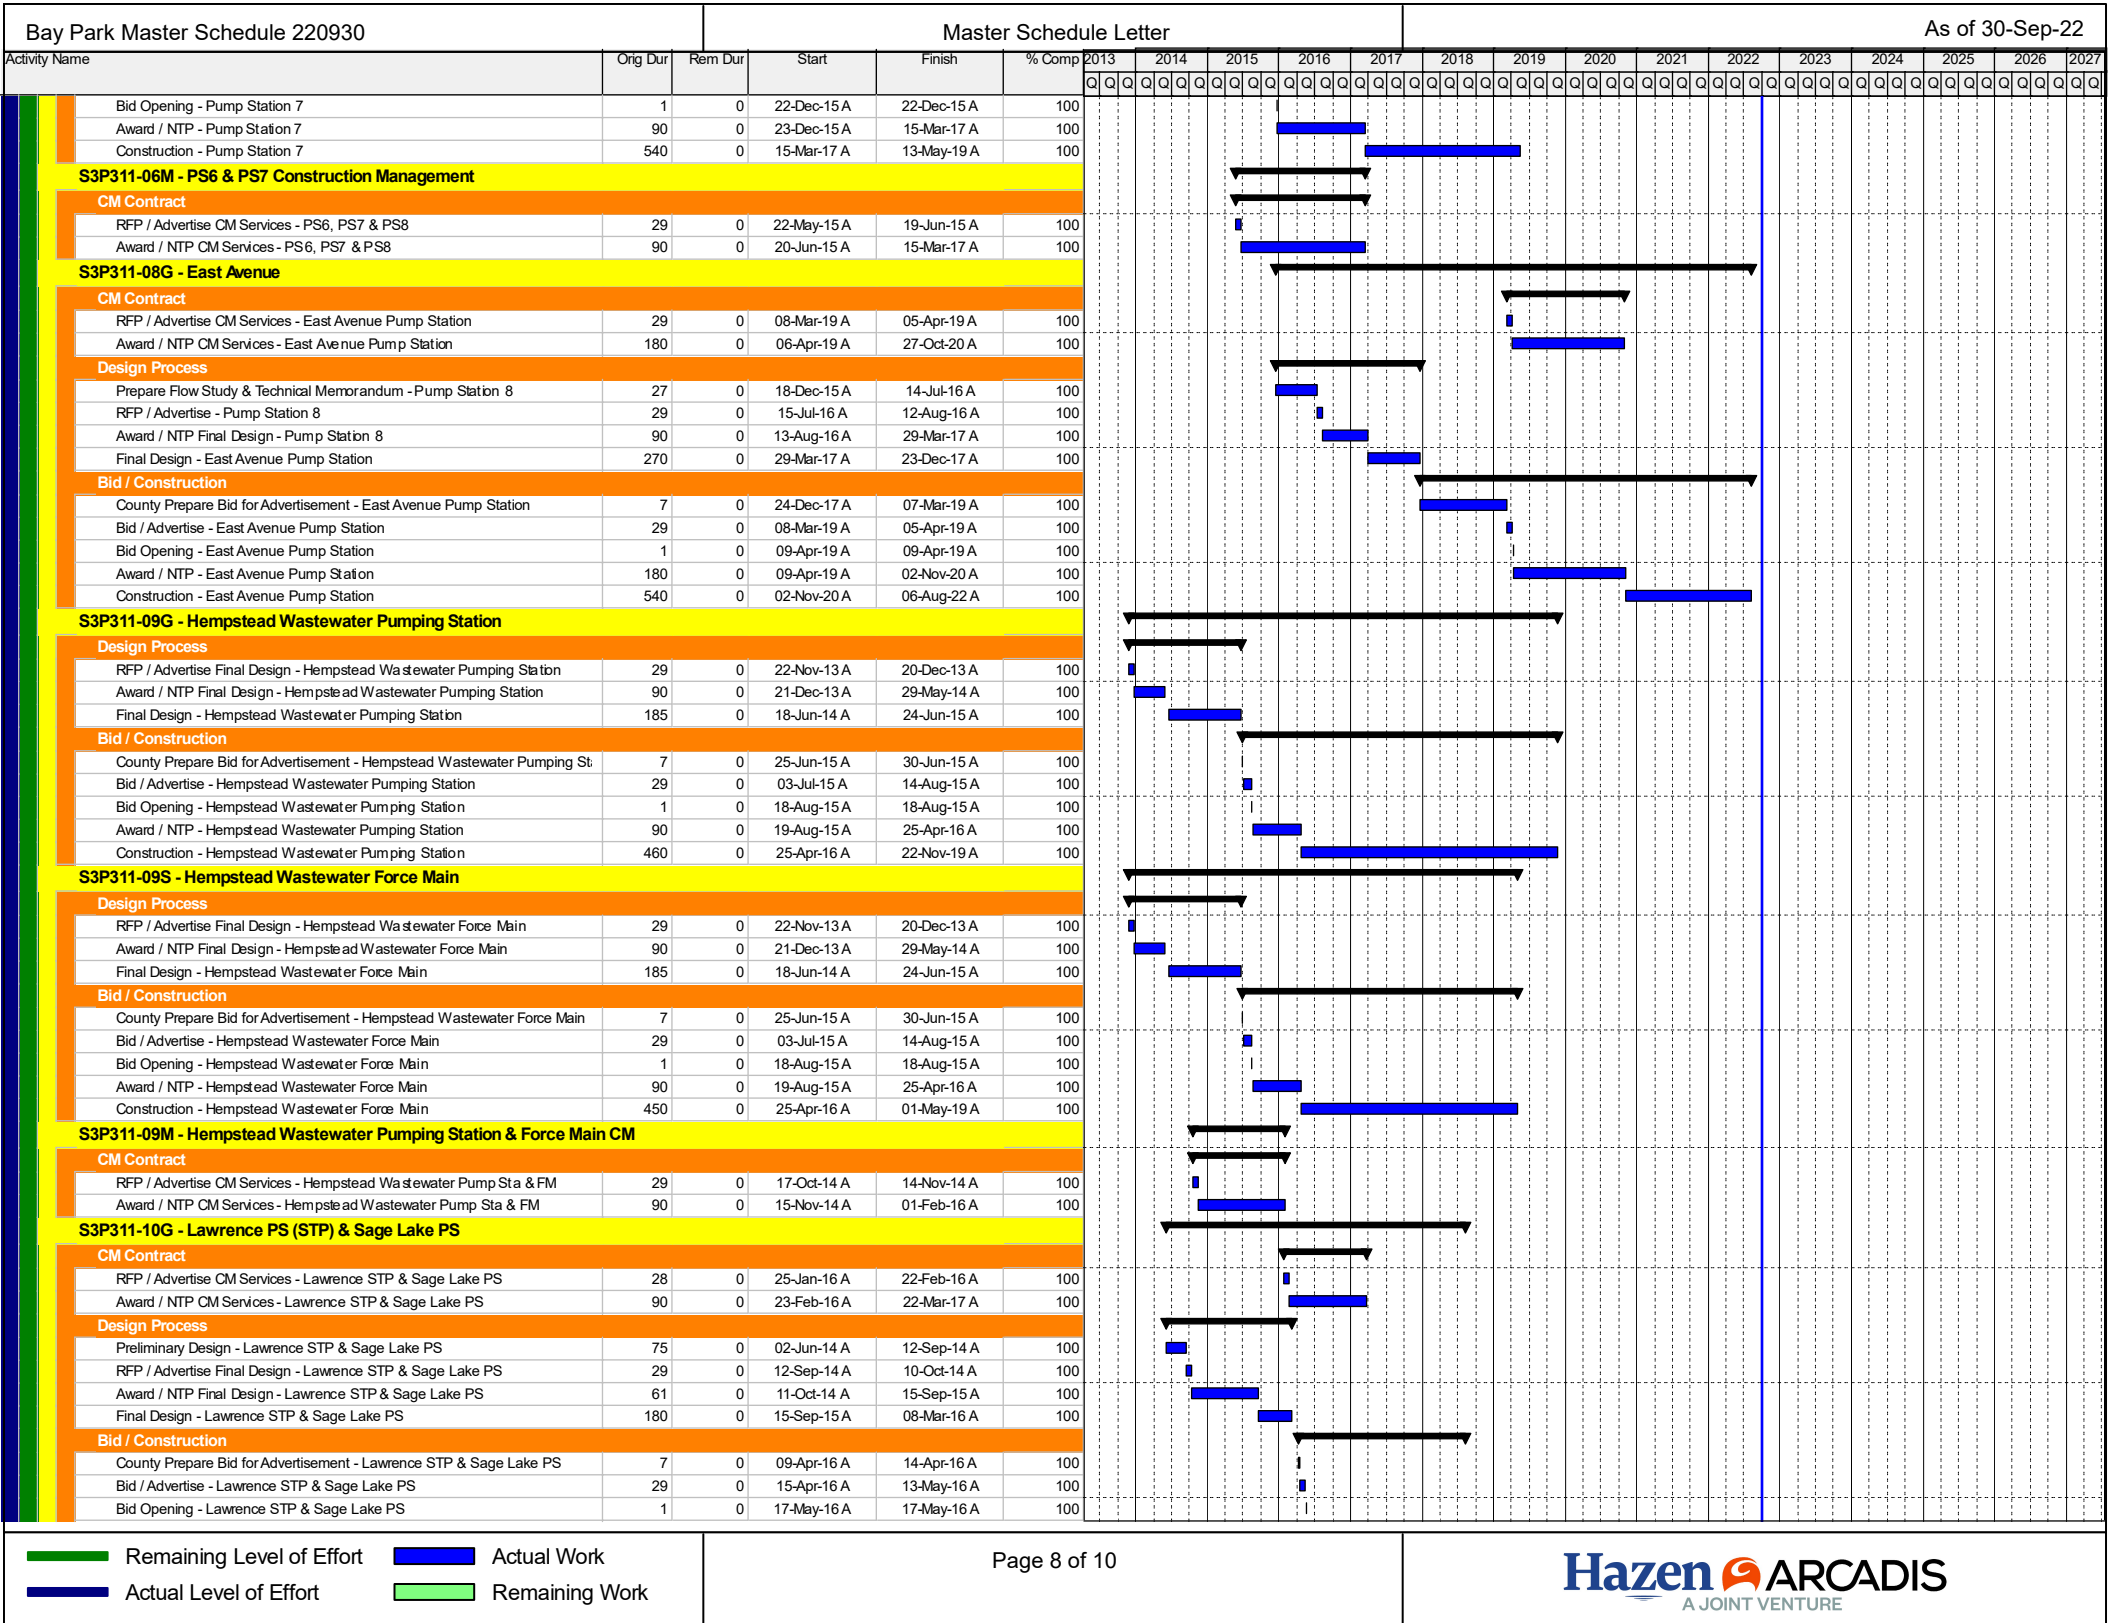 Bay Park Master Schedule 220930
Master Schedule Letter
As of 30-Sep-22
Activity Name Orig Dur Rem Dur Start Finish % Comp 2013 2014 2015 2016 2017 2018 2019 2020 2021 2022 2023 2024 2025 2026 2027
Q Q Q Q Q Q Q Q Q Q Q Q Q Q Q Q Q Q Q Q Q Q Q Q Q Q Q Q Q Q Q Q Q Q Q Q Q Q Q Q Q Q Q Q Q Q Q Q Q Q Q Q Q Q Q Q Q
Bid Opening - Pump Station 7 1 0 22-Dec-15 A 22-Dec-15 A 100
Award / NTP - Pump Station 7 90 0 23-Dec-15 A 15-Mar-17 A 100
Construction - Pump Station 7 540 0 15-Mar-17 A 13-May-19 A 100
S3P311-06M - PS6 & PS7 Construction Management
CM Contract
RFP / Advertise CM Services - PS6, PS7 & PS8 29 0 22-May-15 A 19-Jun-15 A 100
Award / NTP CM Services - PS6, PS7 & PS8 90 0 20-Jun-15 A 15-Mar-17 A 100
S3P311-08G - East Avenue
CM Contract
RFP / Advertise CM Services - East Avenue Pump Station 29 0 08-Mar-19 A 05-Apr-19 A 100
Award / NTP CM Services - East Avenue Pump Station 180 0 06-Apr-19 A 27-Oct-20 A 100
Design Process
Prepare Flow Study & Technical Memorandum - Pump Station 8 27 0 18-Dec-15 A 14-Jul-16 A 100
RFP / Advertise - Pump Station 8 29 0 15-Jul-16 A 12-Aug-16 A 100
Award / NTP Final Design - Pump Station 8 90 0 13-Aug-16 A 29-Mar-17 A 100
Final Design - East Avenue Pump Station 270 0 29-Mar-17 A 23-Dec-17 A 100
Bid / Construction
County Prepare Bid for Advertisement - East Avenue Pump Station 7 0 24-Dec-17 A 07-Mar-19 A 100
Bid / Advertise - East Avenue Pump Station 29 0 08-Mar-19 A 05-Apr-19 A 100
Bid Opening - East Avenue Pump Station 1 0 09-Apr-19 A 09-Apr-19 A 100
Award / NTP - East Avenue Pump Station 180 0 09-Apr-19 A 02-Nov-20 A 100
Construction - East Avenue Pump Station 540 0 02-Nov-20 A 06-Aug-22 A 100
S3P311-09G - Hempstead Wastewater Pumping Station
Design Process
RFP / Advertise Final Design - Hempstead Wastewater Pumping Station 29 0 22-Nov-13 A 20-Dec-13 A 100
Award / NTP Final Design - Hempstead Wastewater Pumping Station 90 0 21-Dec-13 A 29-May-14 A 100
Final Design - Hempstead Wastewater Pumping Station 185 0 18-Jun-14 A 24-Jun-15 A 100
Bid / Construction
County Prepare Bid for Advertisement - Hempstead Wastewater Pumping Sta 7 0 25-Jun-15 A 30-Jun-15 A 100
Bid / Advertise - Hempstead Wastewater Pumping Station 29 0 03-Jul-15 A 14-Aug-15 A 100
Bid Opening - Hempstead Wastewater Pumping Station 1 0 18-Aug-15 A 18-Aug-15 A 100
Award / NTP - Hempstead Wastewater Pumping Station 90 0 19-Aug-15 A 25-Apr-16 A 100
Construction - Hempstead Wastewater Pumping Station 460 0 25-Apr-16 A 22-Nov-19 A 100
S3P311-09S - Hempstead Wastewater Force Main
Design Process
RFP / Advertise Final Design - Hempstead Wastewater Force Main 29 0 22-Nov-13 A 20-Dec-13 A 100
Award / NTP Final Design - Hempstead Wastewater Force Main 90 0 21-Dec-13 A 29-May-14 A 100
Final Design - Hempstead Wastewater Force Main 185 0 18-Jun-14 A 24-Jun-15 A 100
Bid / Construction
County Prepare Bid for Advertisement - Hempstead Wastewater Force Main 7 0 25-Jun-15 A 30-Jun-15 A 100
Bid / Advertise - Hempstead Wastewater Force Main 29 0 03-Jul-15 A 14-Aug-15 A 100
Bid Opening - Hempstead Wastewater Force Main 1 0 18-Aug-15 A 18-Aug-15 A 100
Award / NTP - Hempstead Wastewater Force Main 90 0 19-Aug-15 A 25-Apr-16 A 100
Construction - Hempstead Wastewater Force Main 450 0 25-Apr-16 A 01-May-19 A 100
S3P311-09M - Hempstead Wastewater Pumping Station & Force Main CM
CM Contract
RFP / Advertise CM Services - Hempstead Wastewater Pump Sta & FM 29 0 17-Oct-14 A 14-Nov-14 A 100
Award / NTP CM Services - Hempstead Wastewater Pump Sta & FM 90 0 15-Nov-14 A 01-Feb-16 A 100
S3P311-10G - Lawrence PS (STP) & Sage Lake PS
CM Contract
RFP / Advertise CM Services - Lawrence STP & Sage Lake PS 28 0 25-Jan-16 A 22-Feb-16 A 100
Award / NTP CM Services - Lawrence STP & Sage Lake PS 90 0 23-Feb-16 A 22-Mar-17 A 100
Design Process
Preliminary Design - Lawrence STP & Sage Lake PS 75 0 02-Jun-14 A 12-Sep-14 A 100
RFP / Advertise Final Design - Lawrence STP & Sage Lake PS 29 0 12-Sep-14 A 10-Oct-14 A 100
Award / NTP Final Design - Lawrence STP & Sage Lake PS 61 0 11-Oct-14 A 15-Sep-15 A 100
Final Design - Lawrence STP & Sage Lake PS 180 0 15-Sep-15 A 08-Mar-16 A 100
Bid / Construction
County Prepare Bid for Advertisement - Lawrence STP & Sage Lake PS 7 0 09-Apr-16 A 14-Apr-16 A 100
Bid / Advertise - Lawrence STP & Sage Lake PS 29 0 15-Apr-16 A 13-May-16 A 100
Bid Opening - Lawrence STP & Sage Lake PS 1 0 17-May-16 A 17-May-16 A 100
Remaining Level of Effort Actual Work
Actual Level of Effort Remaining Work
Page 8 of 10
Hazen ARCADIS
A JOINT VENTURE